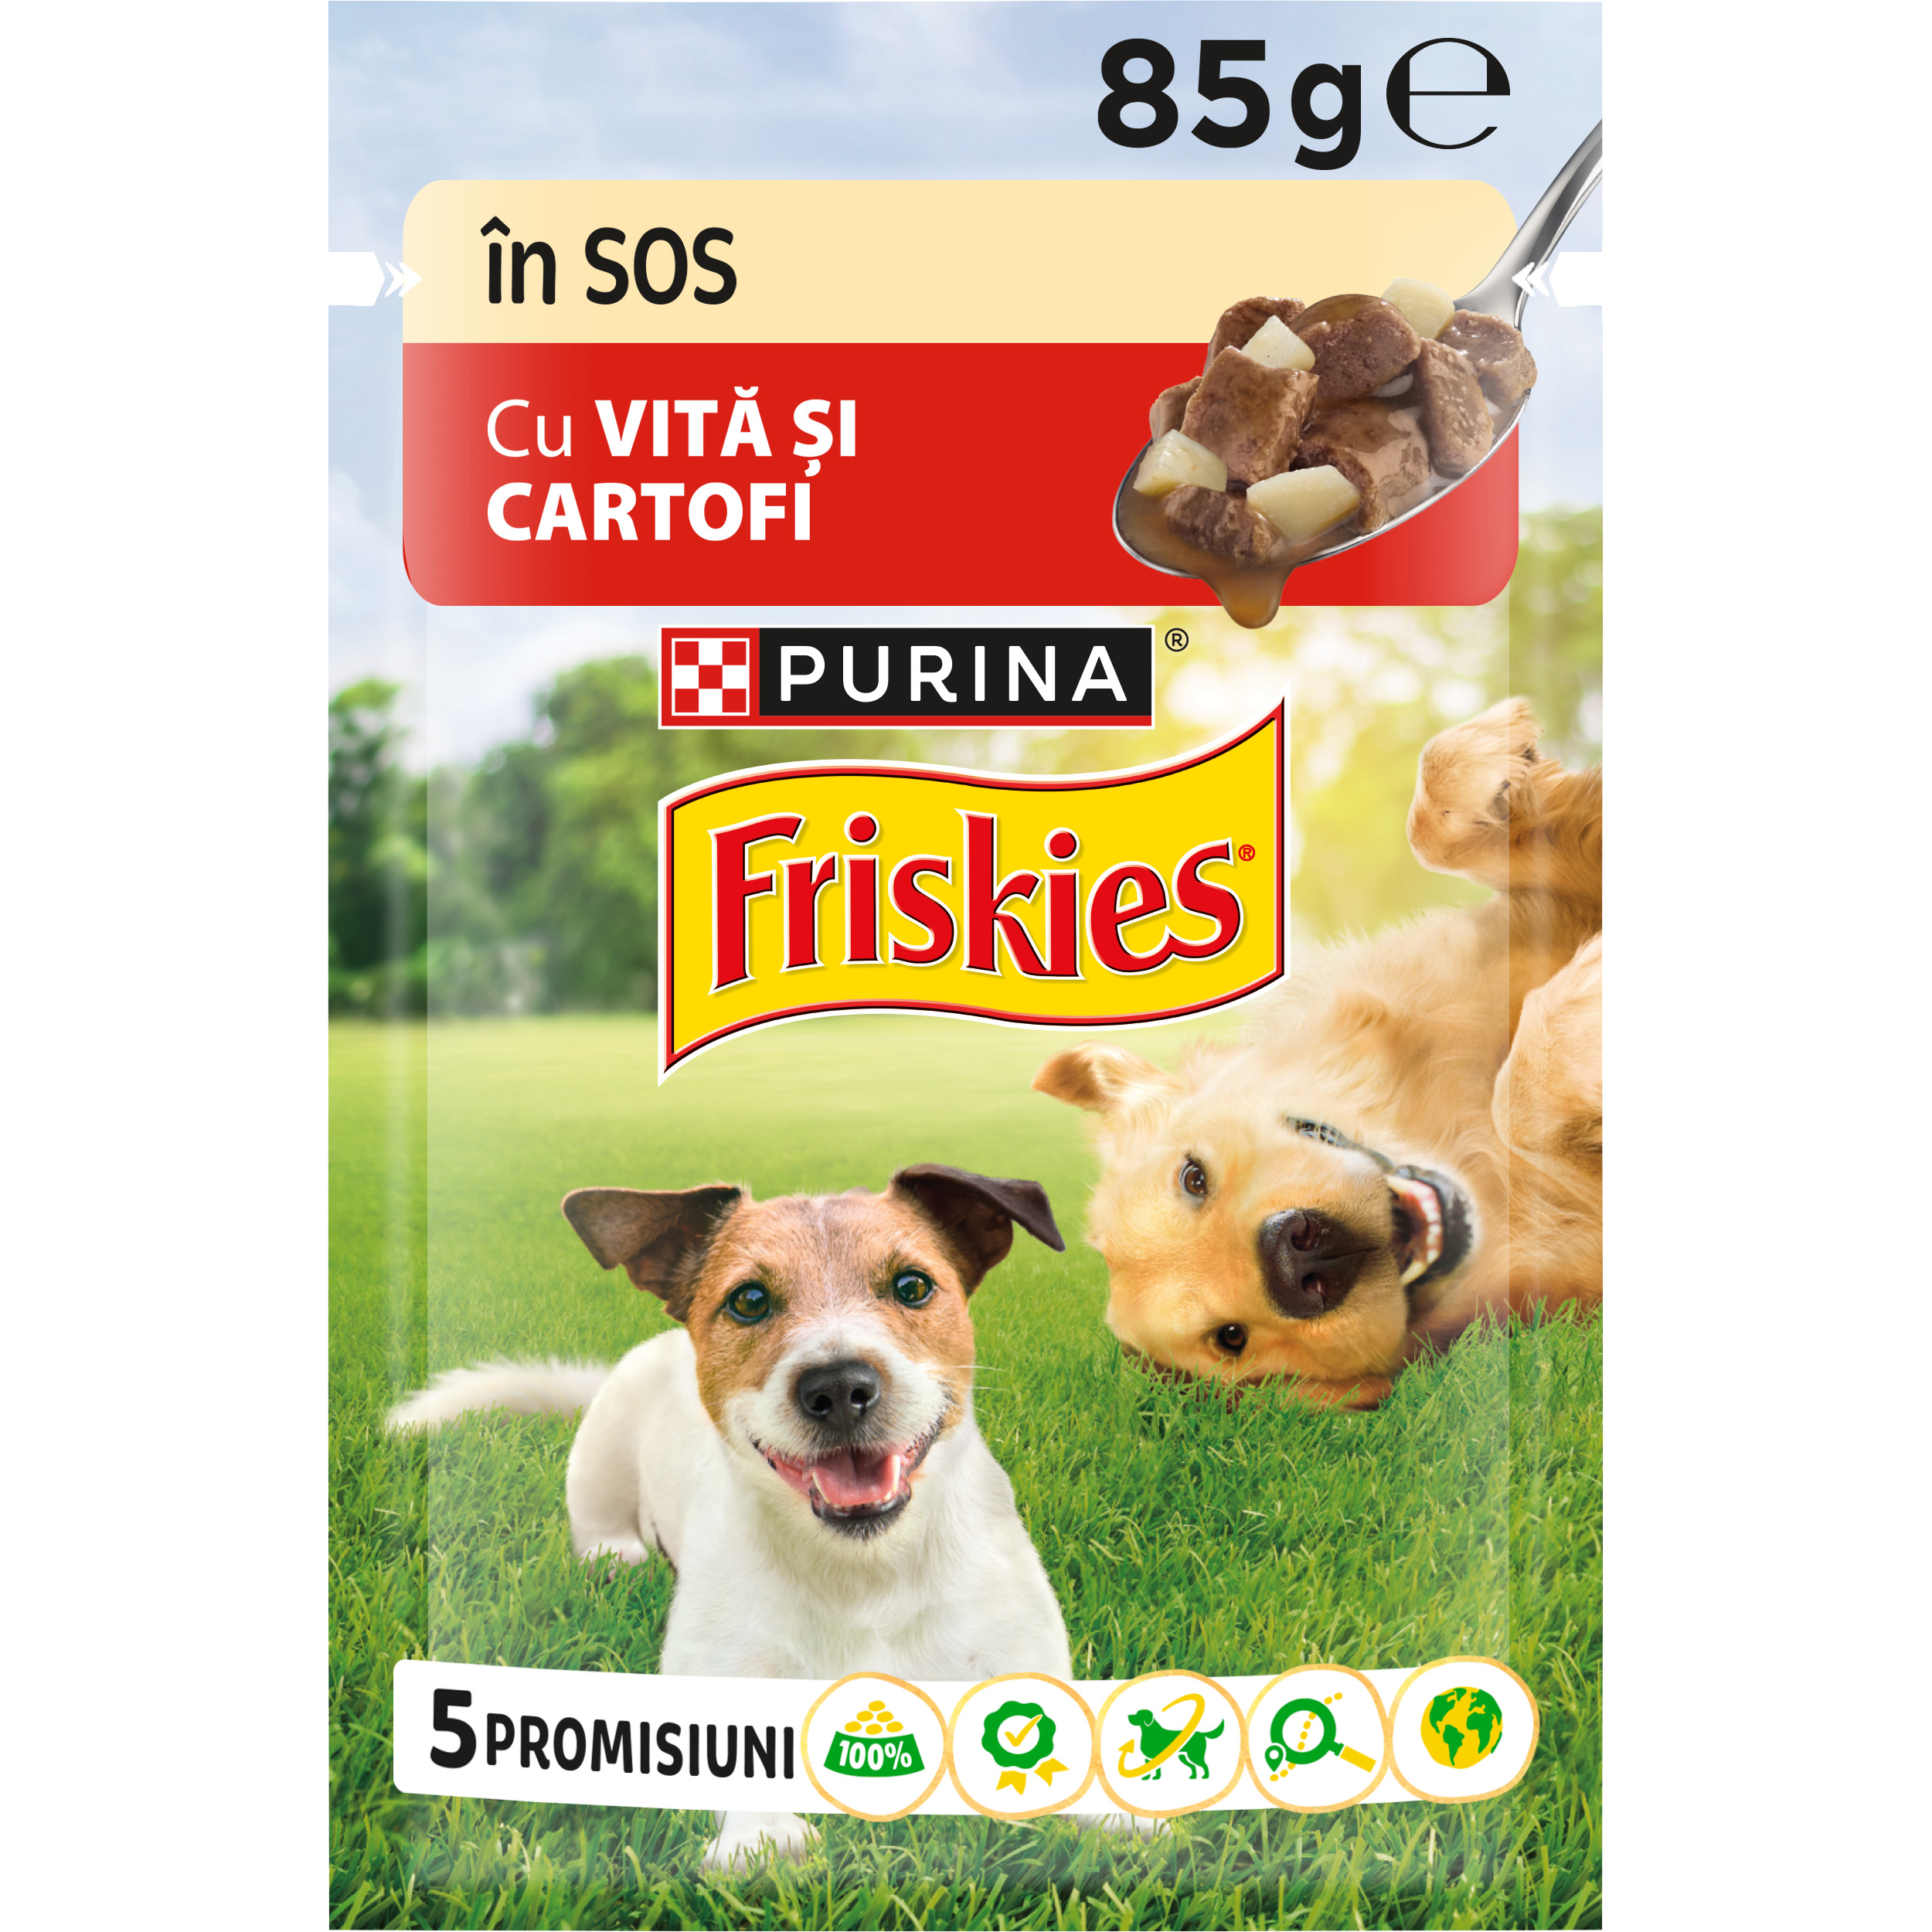 85g℮
în SOS
Cu VITĂ ȘI
CARTOFI
PURINA®
Friskies®
5 PROMISIUNI
100%